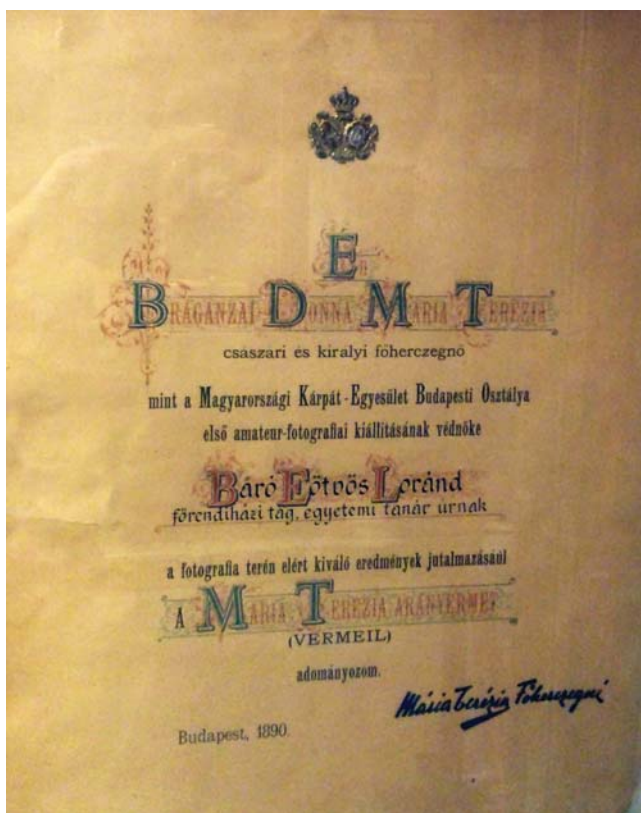 Én
Bragánzai Donna Mária Terézia
császári és királyi főherczegnő
mint a Magyarországi Kárpát-Egyesület Budapesti Osztálya
első amateur-fotografiai kiállításának védnöke
Báró Eötvös Loránd
főrendiházi tag, egyetemi tanár úrnak
a fotografia terén elért kiváló eredmények jutalmazásáúl
A Mária Terézia aranyérmet
(VERMEIL)
adományozom.
Mária Terézia Főherczegnő
Budapest, 1890.